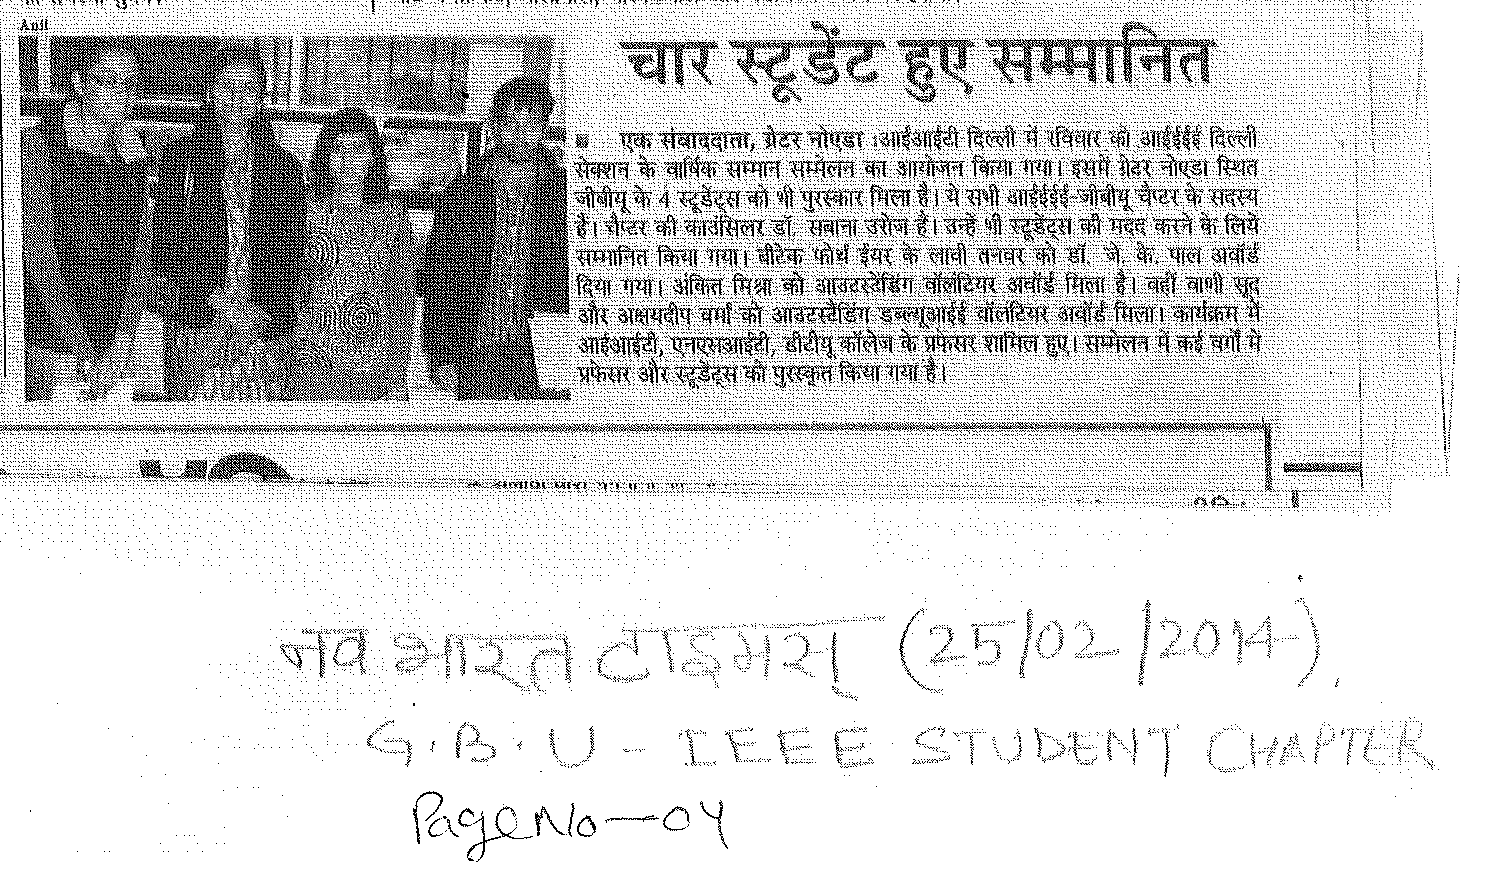 Anil
चार स्टूडेंट हुए सम्मानित
■ एक संवाददाता, ग्रेटर नोएडा : आईआईटी दिल्ली में रविवार को आईईईई दिल्ली
सेक्शन के वार्षिक सम्मान सम्मेलन का आयोजन किया गया। इसमें ग्रेटर नोएडा स्थित
जीबीयू के 4 स्टूडेंट्स को भी पुरस्कार मिला है। ये सभी आईईईई-जीबीयू चैप्टर के सदस्य
है। चैप्टर की काउंसिलर डॉ. सबाना उरोज है। उन्हें भी स्टूडेंट्स की मदद करने के लिये
सम्मानित किया गया। बीटेक फोर्थ ईयर के लावी तनवर को डॉ. जे. के. पाल अवॉर्ड
दिया गया। अंकित मिश्रा को आउटस्टेंडिंग वॉलंटियर अवॉर्ड मिला है। वहीं वाणी सूद
और अक्षयदीप वर्मा को आउटस्टैंडिंग डब्ल्यूआईई वॉलंटियर अवॉर्ड मिला। कार्यक्रम में
आईआईटी, एनएसआईटी, डीटीयू कॉलेज के प्रफेसर शामिल हुए। सम्मेलन में कई वर्गों में
प्रफेसर और स्टूडेंट्स को पुरस्कृत किया गया है।
नव भारत टाइमस् (25/02/2014).
G.B.U - IEEE STUDENT CHAPTER
Page No—04